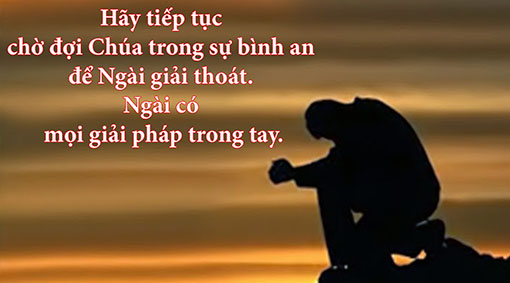 Hãy tiếp tục
chờ đợi Chúa trong sự bình an
để Ngài giải thoát.
Ngài có
mọi giải pháp trong tay.